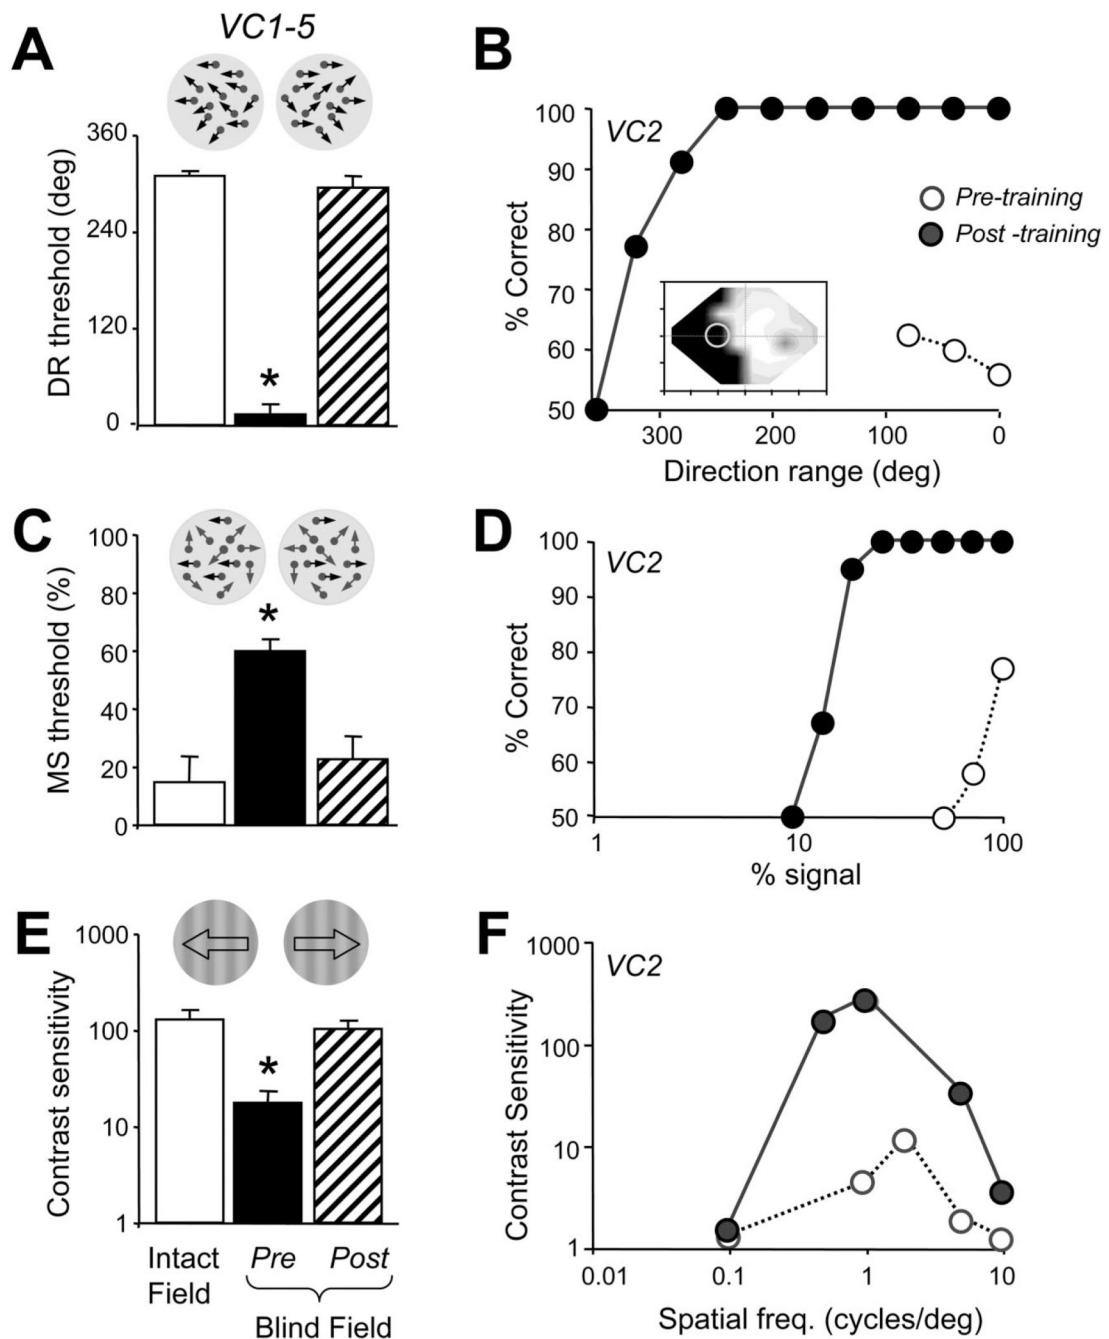 A
VC1-5
DR threshold (deg)
360
240
120
0
*
B
VC2
% Correct
100
90
80
70
60
50
Pre-training
Post -training
300
200
100
0
Direction range (deg)
C
MS threshold (%)
100
80
60
40
20
0
*
D
VC2
% Correct
100
90
80
70
60
50
1
10
100
% signal
E
Contrast sensitivity
1000
100
10
1
*
Intact
Field
Pre
Post
Blind Field
F
VC2
Contrast Sensitivity
1000
100
10
1
0.01
0.1
1
10
Spatial freq. (cycles/deg)